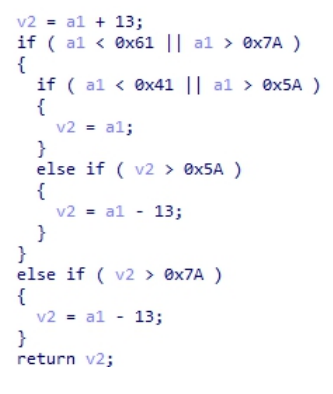 v2 = a1 + 13;
if ( a1 < 0x61 || a1 > 0x7A )
{
  if ( a1 < 0x41 || a1 > 0x5A )
  {
    v2 = a1;
  }
  else if ( v2 > 0x5A )
  {
    v2 = a1 - 13;
  }
}
else if ( v2 > 0x7A )
{
  v2 = a1 - 13;
}
return v2;